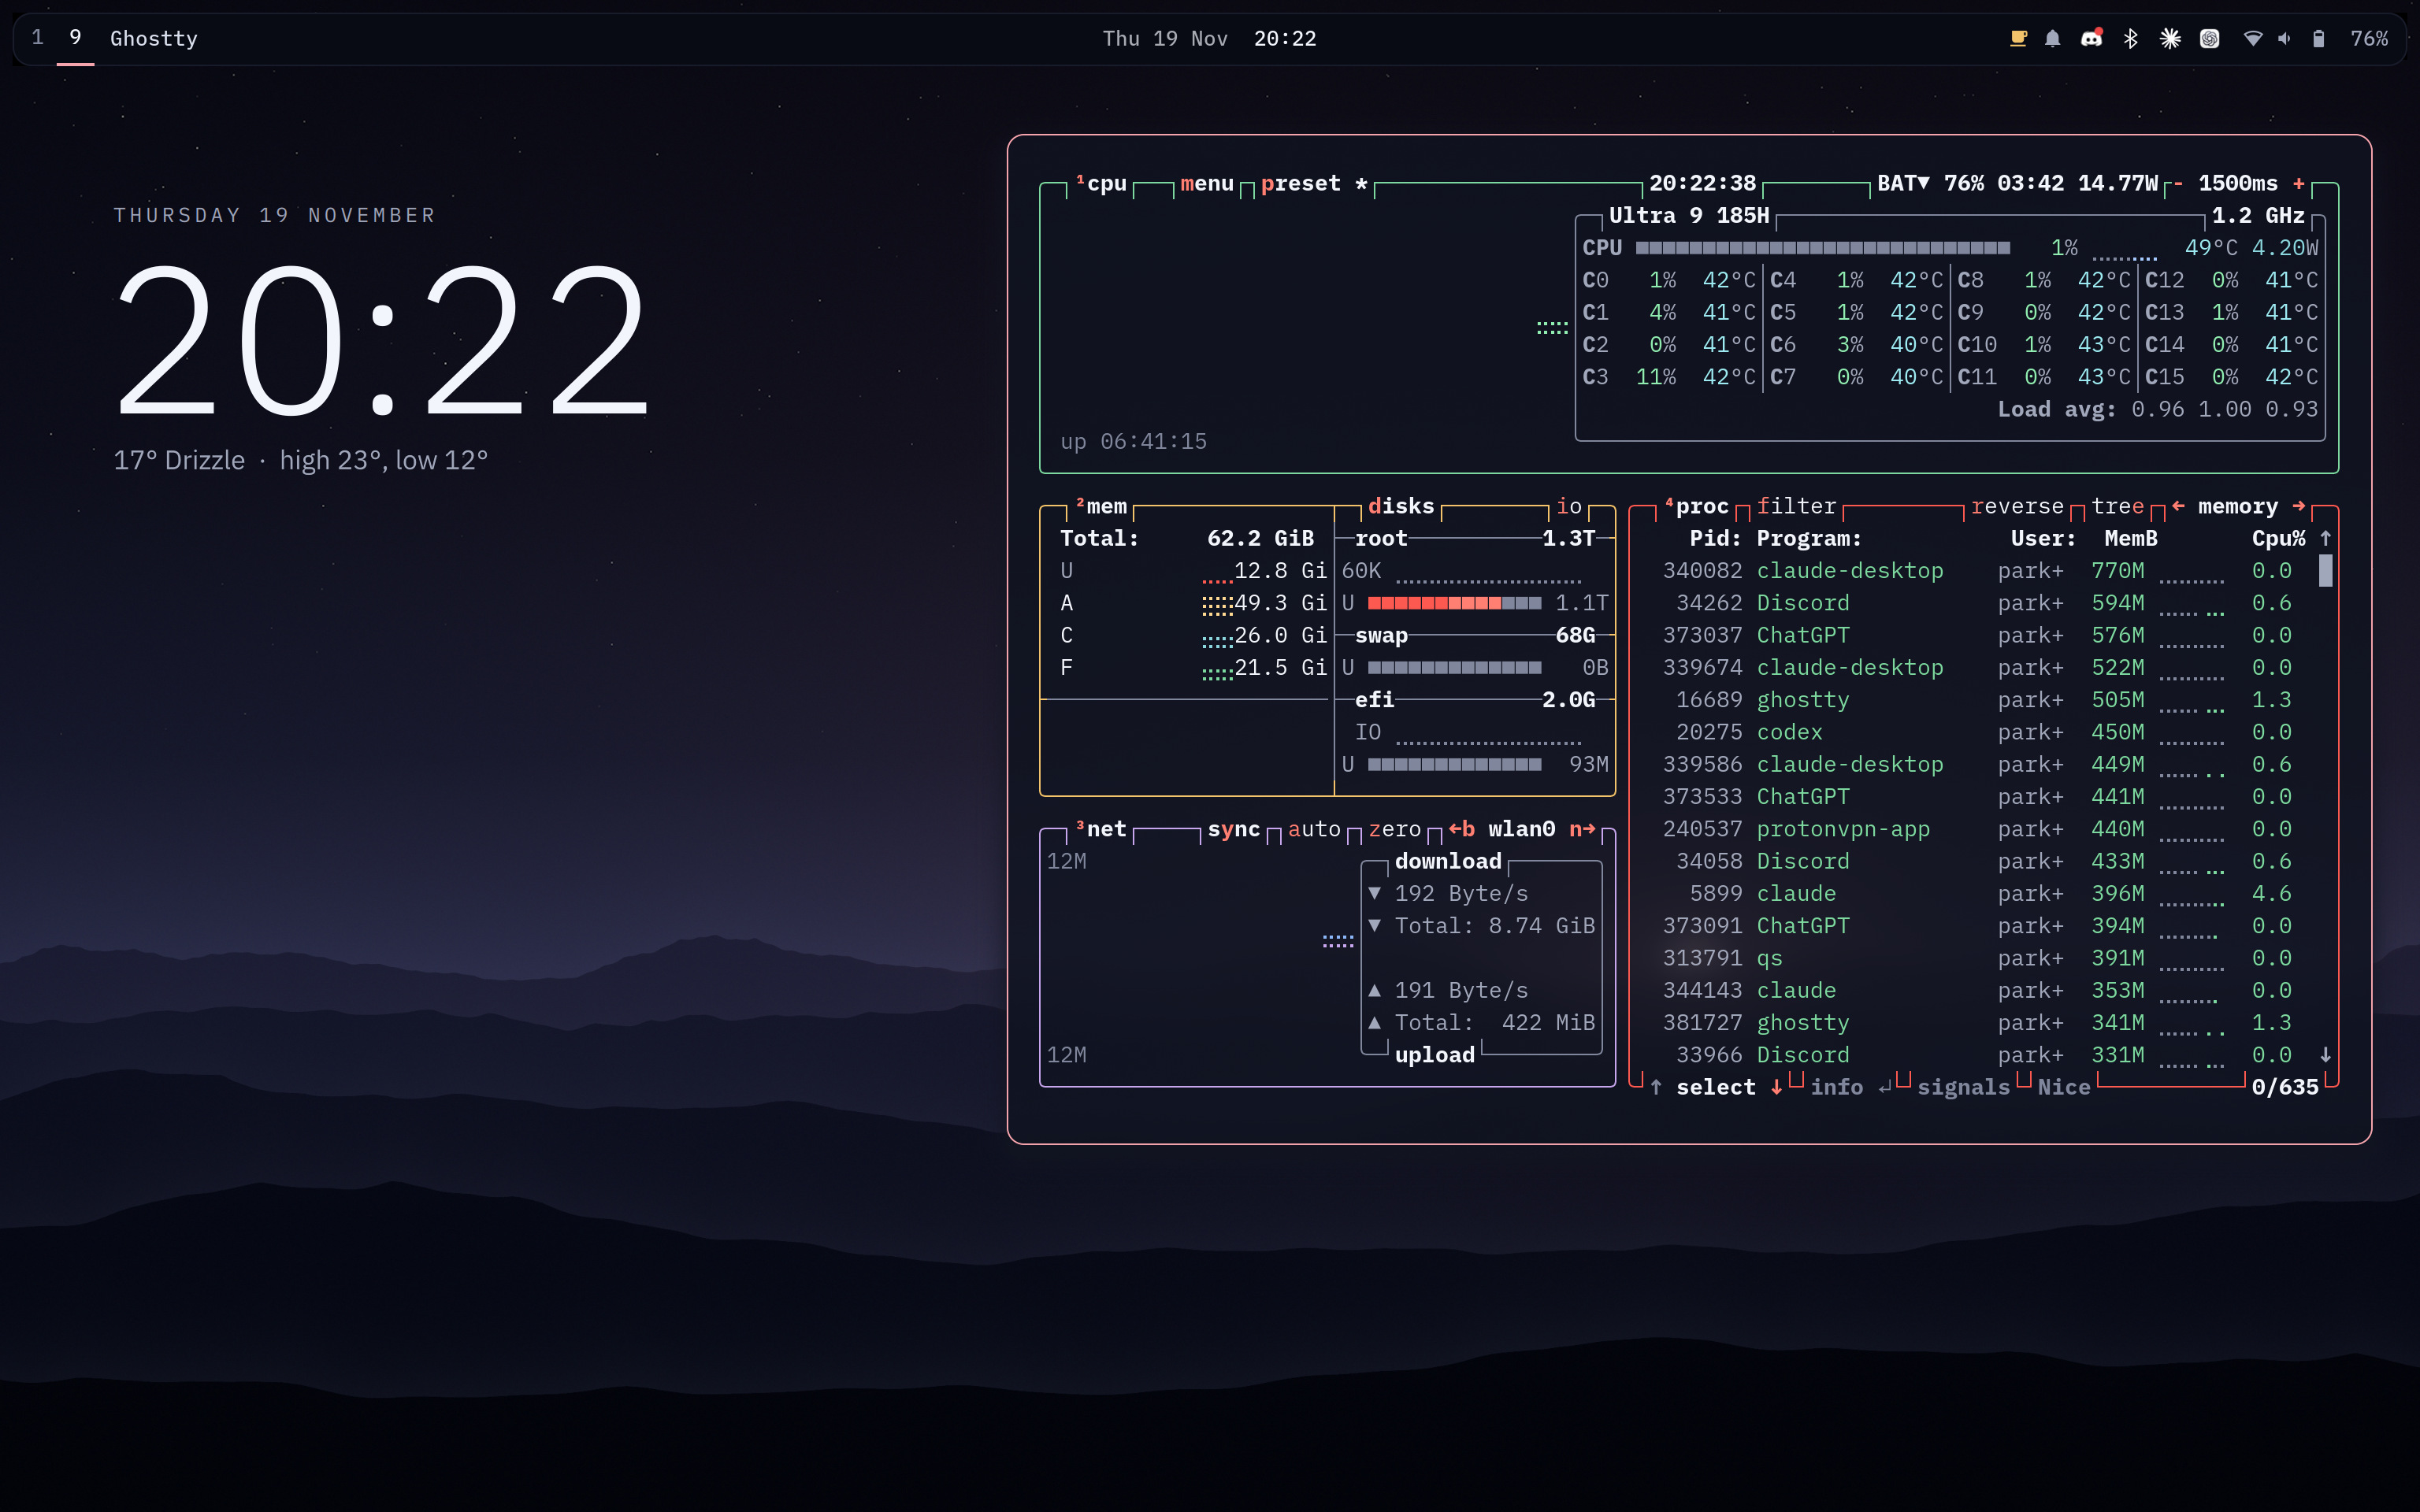 1 9 Ghostty Thu 19 Nov 20:22 76%
THURSDAY 19 NOVEMBER
20:22
17° Drizzle · high 23°, low 12°
¹cpu menu preset * 20:22:38 BAT▼ 76% 03:42 14.77W - 1500ms +
Ultra 9 185H 1.2 GHz
CPU 1% 49°C 4.20W
C0 1% 42°C C4 1% 42°C C8 1% 42°C C12 0% 41°C
C1 4% 41°C C5 1% 42°C C9 0% 42°C C13 1% 41°C
C2 0% 41°C C6 3% 40°C C10 1% 43°C C14 0% 41°C
C3 11% 42°C C7 0% 40°C C11 0% 43°C C15 0% 42°C
Load avg: 0.96 1.00 0.93
up 06:41:15
²mem disks io
Total: 62.2 GiB
U 12.8 Gi
A 49.3 Gi
C 26.0 Gi
F 21.5 Gi
root 1.3T
60K
U 1.1T
swap 68G
U 0B
efi 2.0G
IO
U 93M
³net sync auto zero ←b wlan0 n→
12M
download
▼ 192 Byte/s
▼ Total: 8.74 GiB
▲ 191 Byte/s
▲ Total: 422 MiB
12M
upload
⁴proc filter reverse tree ← memory →
Pid: Program: User: MemB Cpu% ↑
340082 claude-desktop park+ 770M 0.0
34262 Discord park+ 594M 0.6
373037 ChatGPT park+ 576M 0.0
339674 claude-desktop park+ 522M 0.0
16689 ghostty park+ 505M 1.3
20275 codex park+ 450M 0.0
339586 claude-desktop park+ 449M 0.6
373533 ChatGPT park+ 441M 0.0
240537 protonvpn-app park+ 440M 0.0
34058 Discord park+ 433M 0.6
5899 claude park+ 396M 4.6
373091 ChatGPT park+ 394M 0.0
313791 qs park+ 391M 0.0
344143 claude park+ 353M 0.0
381727 ghostty park+ 341M 1.3
33966 Discord park+ 331M 0.0 ↓
↑ select ↓ info ↵ signals Nice 0/635